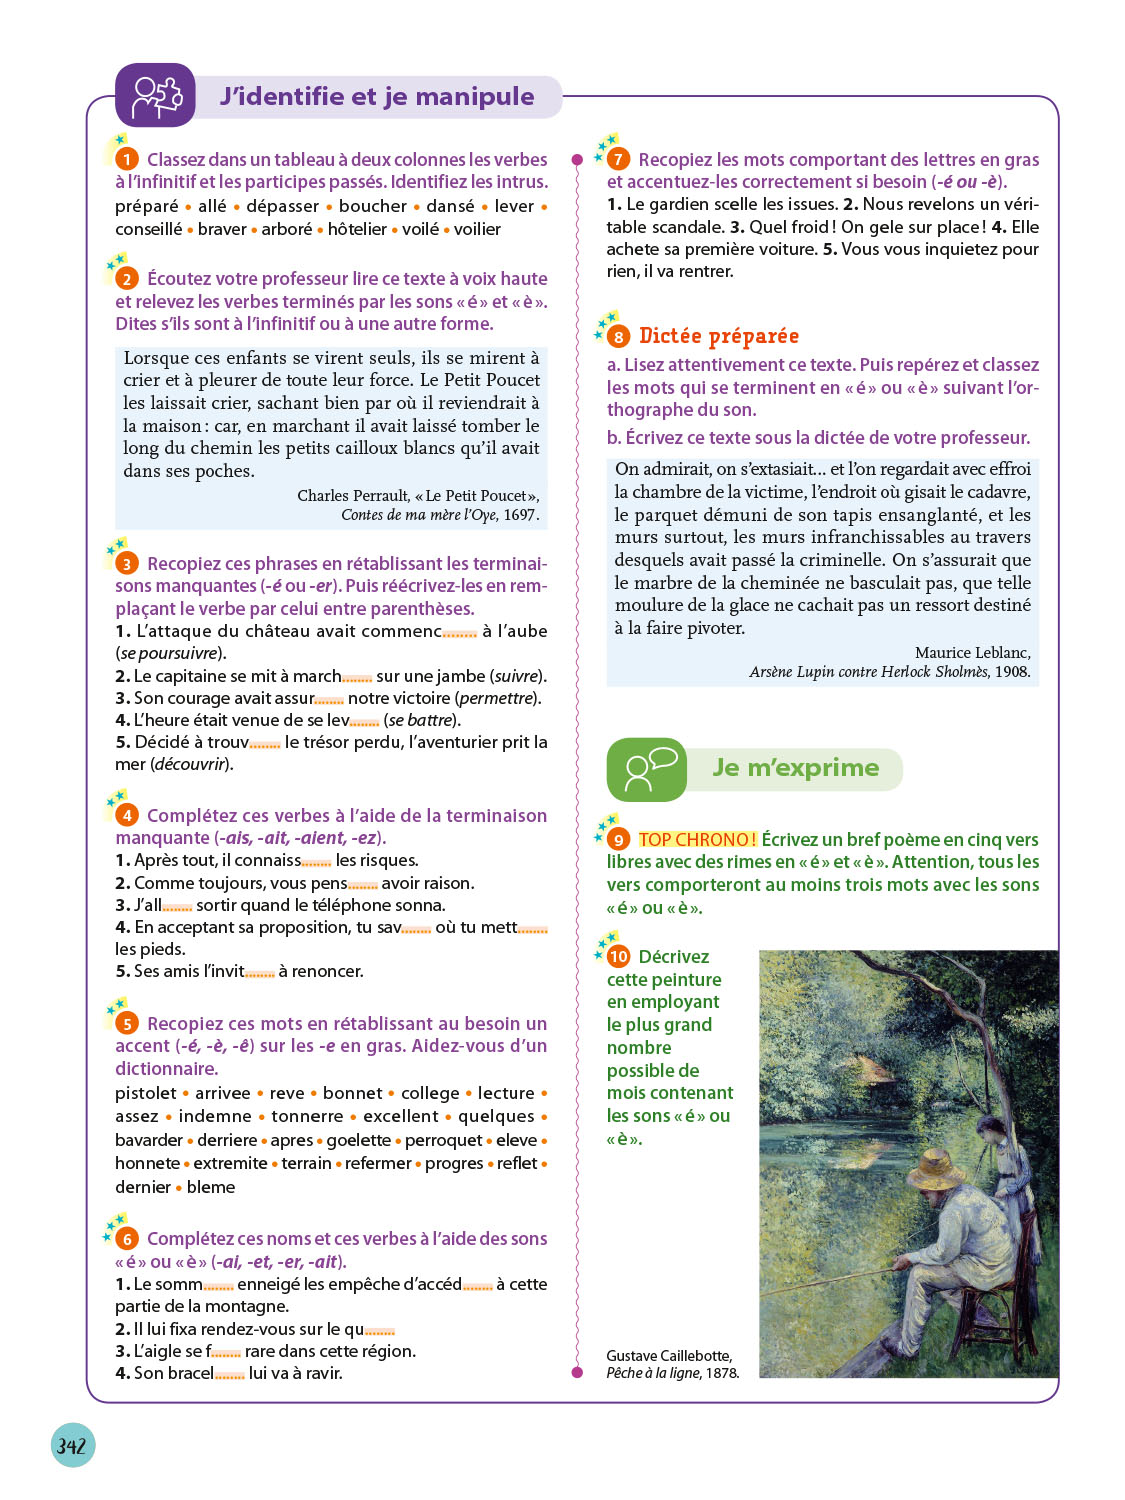 J'identifie et je manipule
1 Classez dans un tableau à deux colonnes les verbes
à l'infinitif et les participes passés. Identifiez les intrus.
préparé • allé • dépasser • boucher • dansé • lever •
conseillé • braver • arboré • hôtelier • voilé • voilier
2 Écoutez votre professeur lire ce texte à voix haute
et relevez les verbes terminés par les sons « é » et « è ».
Dites s'ils sont à l'infinitif ou à une autre forme.
Lorsque ces enfants se virent seuls, ils se mirent à
crier et à pleurer de toute leur force. Le Petit Poucet
les laissait crier, sachant bien par où il reviendrait à
la maison : car, en marchant il avait laissé tomber le
long du chemin les petits cailloux blancs qu'il avait
dans ses poches.
Charles Perrault, « Le Petit Poucet »,
Contes de ma mère l'Oye, 1697.
3 Recopiez ces phrases en rétablissant les terminai-
sons manquantes (-é ou -er). Puis réécrivez-les en rem-
plaçant le verbe par celui entre parenthèses.
1. L'attaque du château avait commenc........ à l'aube
(se poursuivre).
2. Le capitaine se mit à march........ sur une jambe (suivre).
3. Son courage avait assur........ notre victoire (permettre).
4. L'heure était venue de se lev........ (se battre).
5. Décidé à trouv........ le trésor perdu, l'aventurier prit la
mer (découvrir).
4 Complétez ces verbes à l'aide de la terminaison
manquante (-ais, -ait, -aient, -ez).
1. Après tout, il connaiss........ les risques.
2. Comme toujours, vous pens........ avoir raison.
3. J'all........ sortir quand le téléphone sonna.
4. En acceptant sa proposition, tu sav........ où tu mett........
les pieds.
5. Ses amis l'invit........ à renoncer.
5 Recopiez ces mots en rétablissant au besoin un
accent (-é, -è, -ê) sur les -e en gras. Aidez-vous d'un
dictionnaire.
pistolet • arrivee • reve • bonnet • college • lecture •
assez • indemne • tonnerre • excellent • quelques •
bavarder • derriere • apres • goelette • perroquet • eleve •
honnete • extremite • terrain • refermer • progres • reflet •
dernier • bleme
6 Complétez ces noms et ces verbes à l'aide des sons
« é » ou « è » (-ai, -et, -er, -ait).
1. Le somm........ enneigé les empêche d'accéd........ à cette
partie de la montagne.
2. Il lui fixa rendez-vous sur le qu........
3. L'aigle se f........ rare dans cette région.
4. Son bracel........ lui va à ravir.
7 Recopiez les mots comportant des lettres en gras
et accentuez-les correctement si besoin (-é ou -è).
1. Le gardien scelle les issues. 2. Nous revelons un véri-
table scandale. 3. Quel froid ! On gele sur place ! 4. Elle
achete sa première voiture. 5. Vous vous inquietez pour
rien, il va rentrer.
8 Dictée préparée
a. Lisez attentivement ce texte. Puis repérez et classez
les mots qui se terminent en « é » ou « è » suivant l'or-
thographe du son.
b. Écrivez ce texte sous la dictée de votre professeur.
On admirait, on s'extasiait... et l'on regardait avec effroi
la chambre de la victime, l'endroit où gisait le cadavre,
le parquet démuni de son tapis ensanglanté, et les
murs surtout, les murs infranchissables au travers
desquels avait passé la criminelle. On s'assurait que
le marbre de la cheminée ne basculait pas, que telle
moulure de la glace ne cachait pas un ressort destiné
à la faire pivoter.
Maurice Leblanc,
Arsène Lupin contre Herlock Sholmès, 1908.
Je m'exprime
9 TOP CHRONO ! Écrivez un bref poème en cinq vers
libres avec des rimes en « é » et « è ». Attention, tous les
vers comporteront au moins trois mots avec les sons
« é » ou « è ».
10 Décrivez
cette peinture
en employant
le plus grand
nombre
possible de
mois contenant
les sons « é » ou
« è ».
Gustave Caillebotte,
Pêche à la ligne, 1878.
342